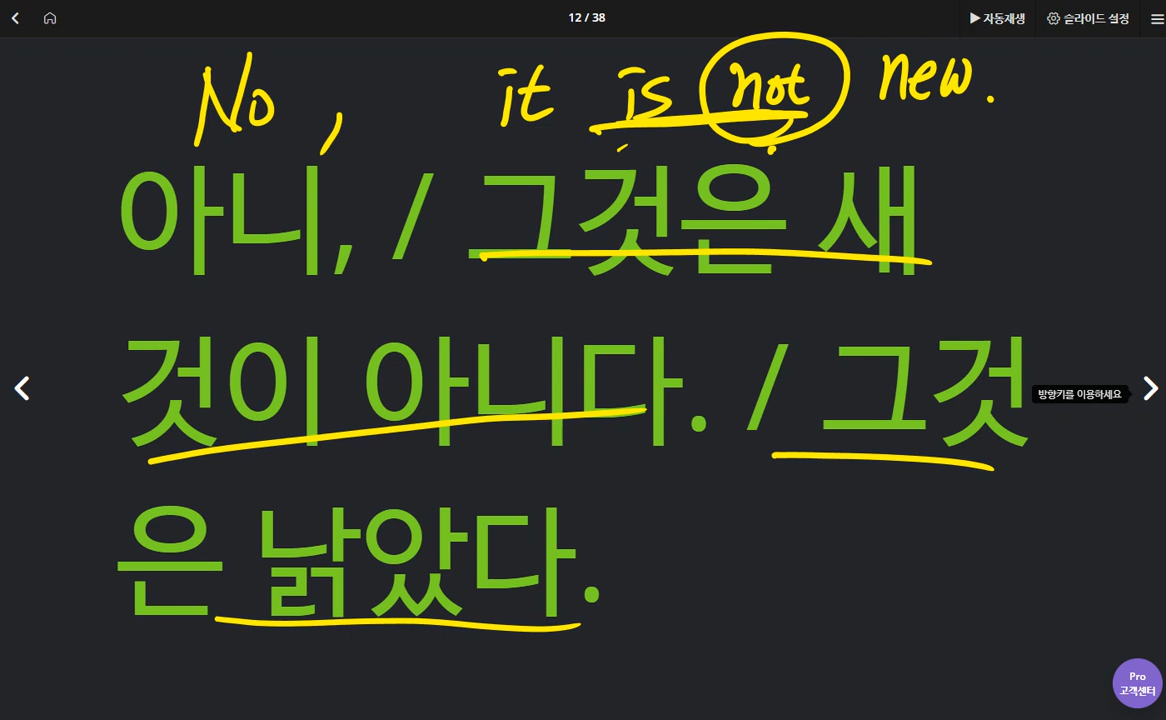 12 / 38
▶ 자동재생
슬라이드 설정
No, it is not new.
아니, / 그것은 새
것이 아니다. / 그것
방향키를 이용하세요
은 낡았다.
Pro
고객센터